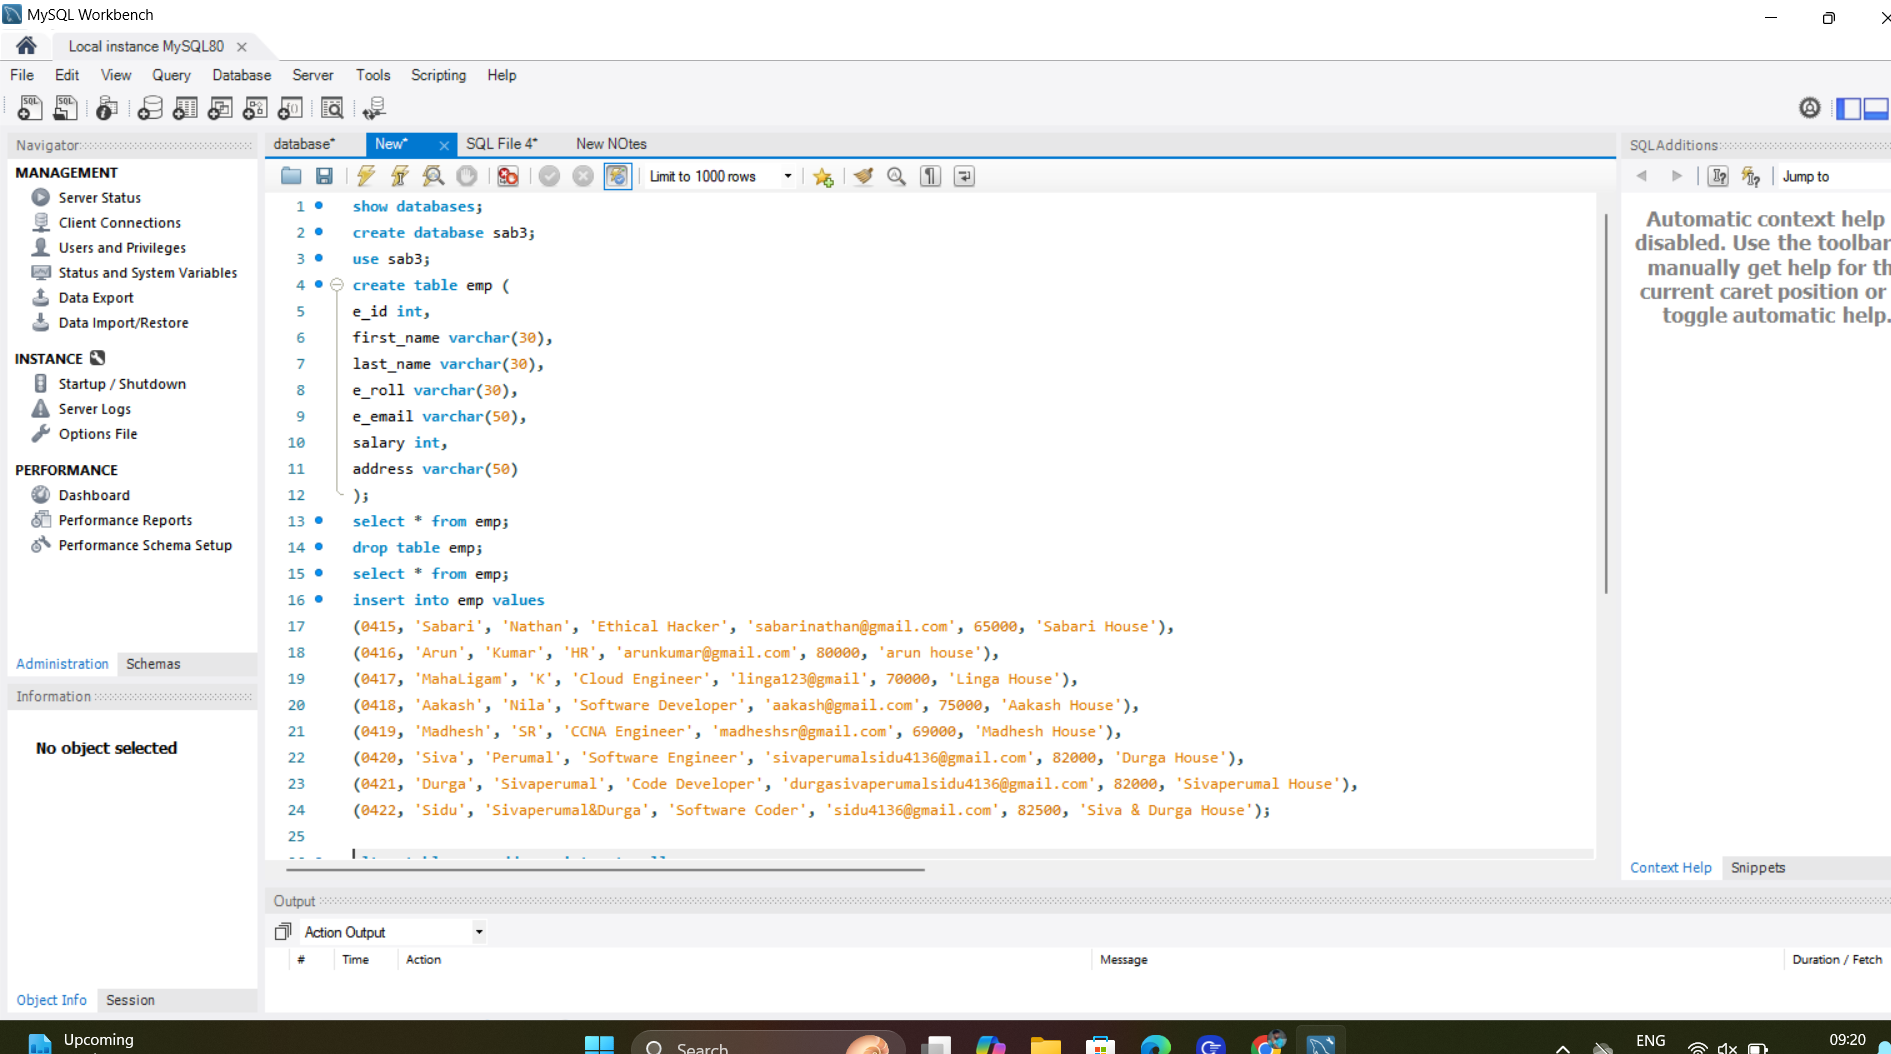 MySQL Workbench
Local instance MySQL80
File Edit View Query Database Server Tools Scripting Help
Navigator
MANAGEMENT
Server Status
Client Connections
Users and Privileges
Status and System Variables
Data Export
Data Import/Restore
INSTANCE
Startup / Shutdown
Server Logs
Options File
PERFORMANCE
Dashboard
Performance Reports
Performance Schema Setup
Administration Schemas
Information
No object selected
Object Info Session
database* New* SQL File 4* New NOtes
Limit to 1000 rows
1 show databases;
2 create database sab3;
3 use sab3;
4 create table emp (
5 e_id int,
6 first_name varchar(30),
7 last_name varchar(30),
8 e_roll varchar(30),
9 e_email varchar(50),
10 salary int,
11 address varchar(50)
12 );
13 select * from emp;
14 drop table emp;
15 select * from emp;
16 insert into emp values
17 (0415, 'Sabari', 'Nathan', 'Ethical Hacker', 'sabarinathan@gmail.com', 65000, 'Sabari House'),
18 (0416, 'Arun', 'Kumar', 'HR', 'arunkumar@gmail.com', 80000, 'arun house'),
19 (0417, 'MahaLigam', 'K', 'Cloud Engineer', 'linga123@gmail', 70000, 'Linga House'),
20 (0418, 'Aakash', 'Nila', 'Software Developer', 'aakash@gmail.com', 75000, 'Aakash House'),
21 (0419, 'Madhesh', 'SR', 'CCNA Engineer', 'madheshsr@gmail.com', 69000, 'Madhesh House'),
22 (0420, 'Siva', 'Perumal', 'Software Engineer', 'sivaperumalsidu4136@gmail.com', 82000, 'Durga House'),
23 (0421, 'Durga', 'Sivaperumal', 'Code Developer', 'durgasivaperumalsidu4136@gmail.com', 82000, 'Sivaperumal House'),
24 (0422, 'Sidu', 'Sivaperumal&Durga', 'Software Coder', 'sidu4136@gmail.com', 82500, 'Siva & Durga House');
25
Output
Action Output
# Time Action Message Duration / Fetch
SQLAdditions
Jump to
Automatic context help
disabled. Use the toolbar
manually get help for
current caret position or
toggle automatic help.
Context Help Snippets
Upcoming
Search
ENG
09:20